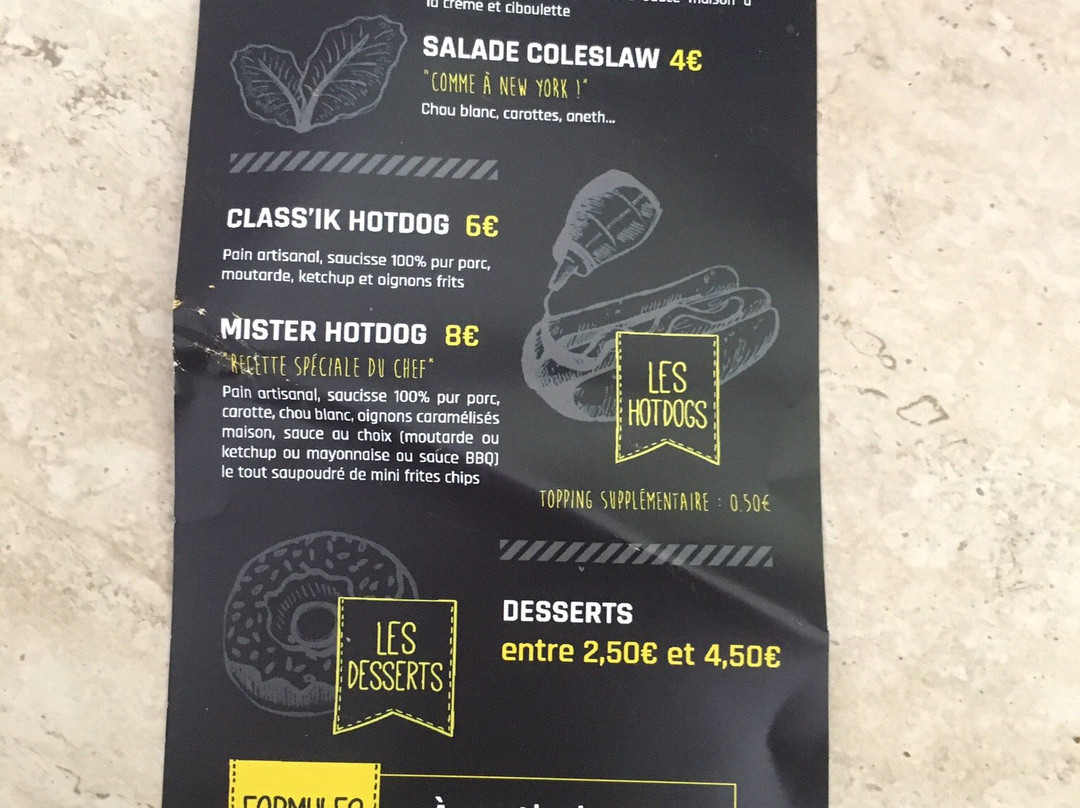 la crème et ciboulette
SALADE COLESLAW 4€
"COMME À NEW YORK !"
Chou blanc, carottes, aneth...
CLASS'IK HOTDOG 6€
Pain artisanal, saucisse 100% pur porc,
moutarde, ketchup et oignons frits
MISTER HOTDOG 8€
"RECETTE SPÉCIALE DU CHEF"
Pain artisanal, saucisse 100% pur porc,
carotte, chou blanc, oignons caramélisés
maison, sauce au choix (moutarde ou
ketchup ou mayonnaise ou sauce BBQ)
le tout saupoudré de mini frites chips
LES
HOTDOGS
TOPPING SUPPLÉMENTAIRE : 0.50€
LES
DESSERTS
DESSERTS
entre 2,50€ et 4,50€
FORMULES